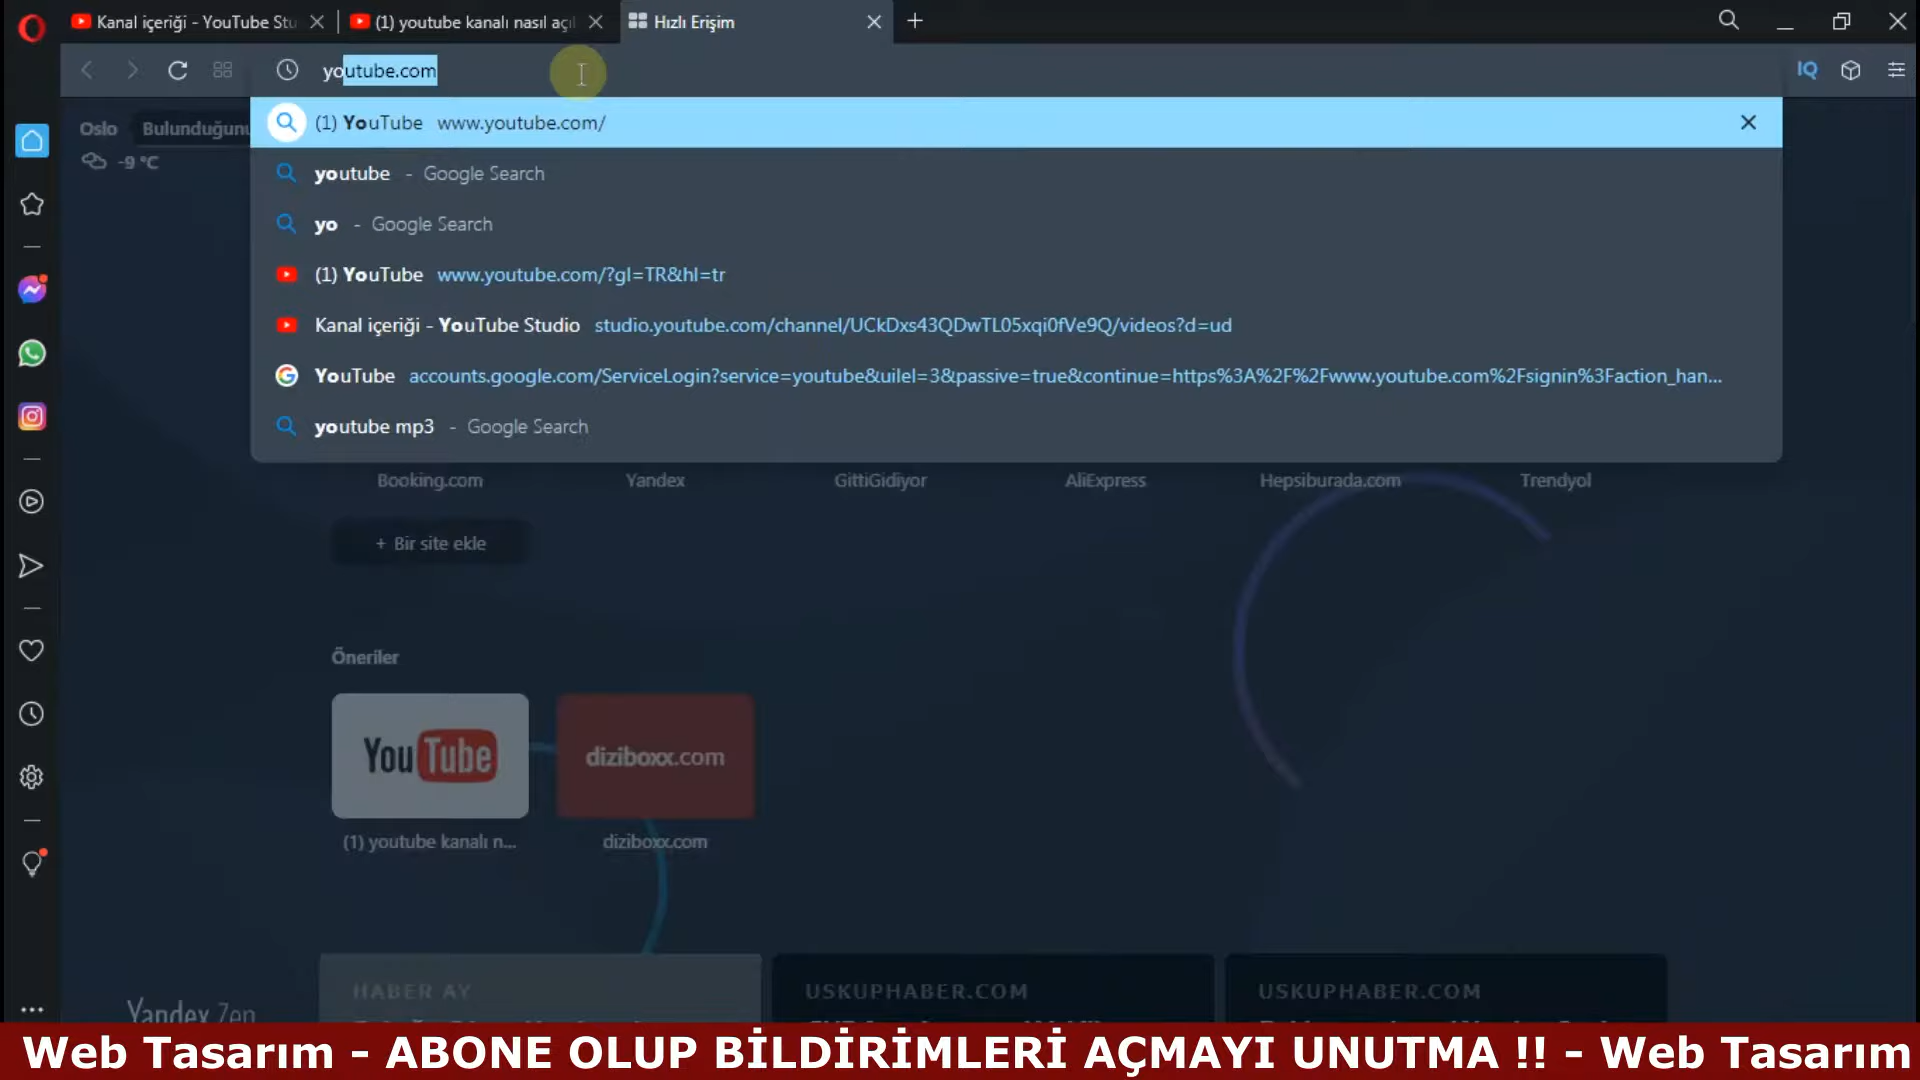 Kanal içeriği - YouTube Stu
(1) youtube kanalı nasıl açıl
Hızlı Erişim
youtube.com
IQ
Oslo
Bulunduğunu
-9 °C
(1) YouTube www.youtube.com/
youtube - Google Search
yo - Google Search
(1) YouTube www.youtube.com/?gl=TR&hl=tr
Kanal içeriği - YouTube Studio studio.youtube.com/channel/UCkDxs43QDwTL05xqi0fVe9Q/videos?d=ud
YouTube accounts.google.com/ServiceLogin?service=youtube&uilel=3&passive=true&continue=https%3A%2F%2Fwww.youtube.com%2Fsignin%3Faction_han...
youtube mp3 - Google Search
Booking.com
Yandex
GittiGidiyor
AliExpress
Hepsiburada.com
Trendyol
+ Bir site ekle
Öneriler
YouTube
diziboxx.com
(1) youtube kanalı n...
diziboxx.com
HABER AY
USKUPHABER.COM
USKUPHABER.COM
Yandex Zen
Web Tasarım - ABONE OLUP BİLDİRİMLERİ AÇMAYI UNUTMA !! - Web Tasarım